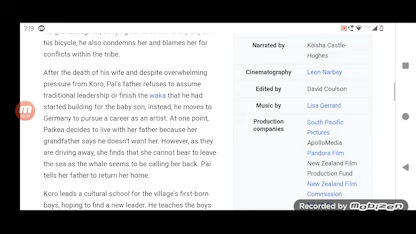 7:19
his bicycle, he also condemns her and blames her for
conflicts within the tribe.
After the death of his wife and despite overwhelming
pressure from Koro, Pai's father refuses to assume
traditional leadership or finish the waka that he had
started building for the baby son; instead, he moves to
Germany to pursue a career as an artist. At one point,
Paikea decides to live with her father because her
grandfather says he doesn't want her. However, as they
are driving away, she finds that she cannot bear to leave
the sea as the whale seems to be calling her back. Pai
tells her father to return her home.
Koro leads a cultural school for the village's first-born
boys, hoping to find a new leader. He teaches the boys
Narrated by Keisha Castle-
Hughes
Cinematography Leon Narbey
Edited by David Coulson
Music by Lisa Gerrard
Production South Pacific
companies Pictures
ApolloMedia
Pandora Film
New Zealand Film
Production Fund
New Zealand Film
Commission
Recorded by Mobizen